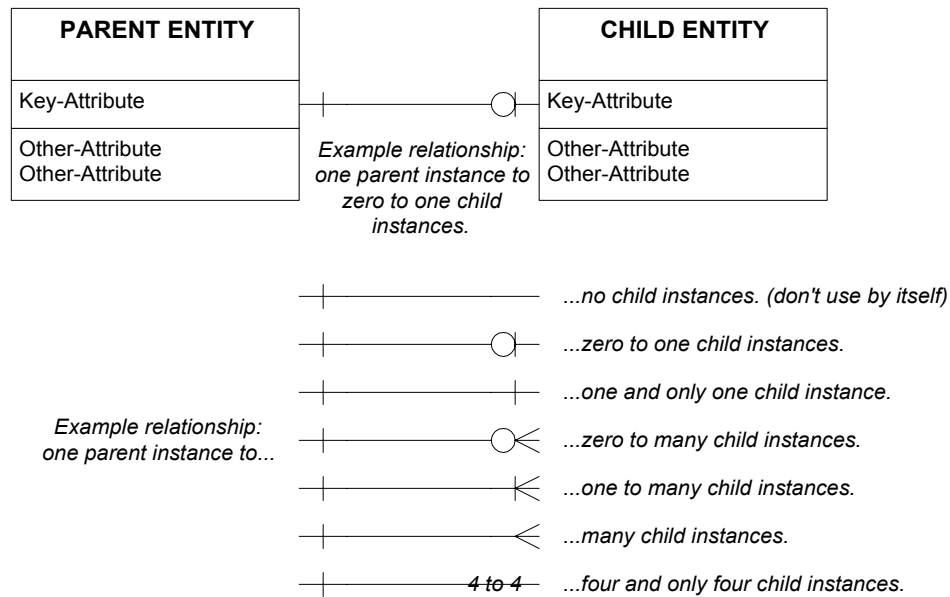 PARENT ENTITY
CHILD ENTITY
Key-Attribute
Key-Attribute
Other-Attribute
Other-Attribute
Example relationship:
one parent instance to
zero to one child
instances.
Other-Attribute
Other-Attribute
...no child instances. (don't use by itself)
...zero to one child instances.
...one and only one child instance.
Example relationship:
one parent instance to...
...zero to many child instances.
...one to many child instances.
...many child instances.
4 to 4
...four and only four child instances.